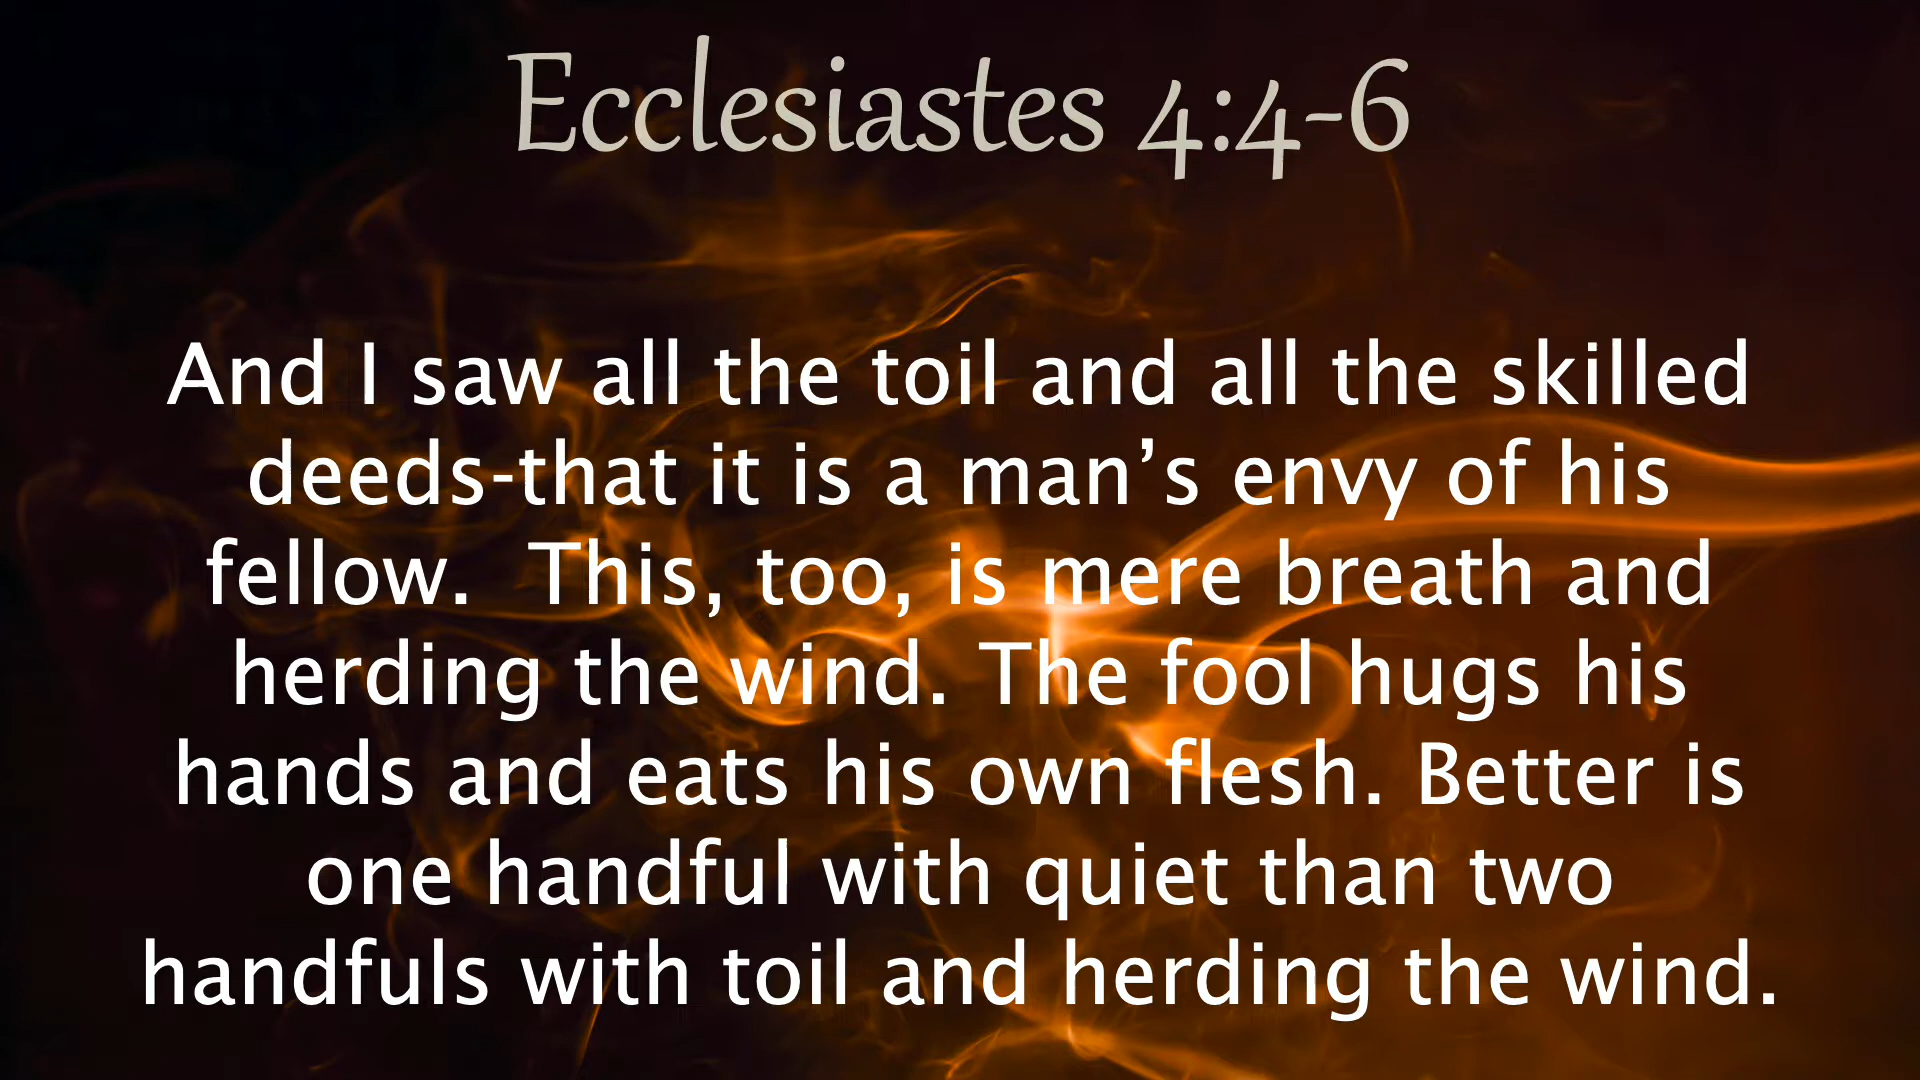 Ecclesiastes 4:4-6
And I saw all the toil and all the skilled
deeds-that it is a man’s envy of his
fellow.  This, too, is mere breath and
herding the wind. The fool hugs his
hands and eats his own flesh. Better is
one handful with quiet than two
handfuls with toil and herding the wind.